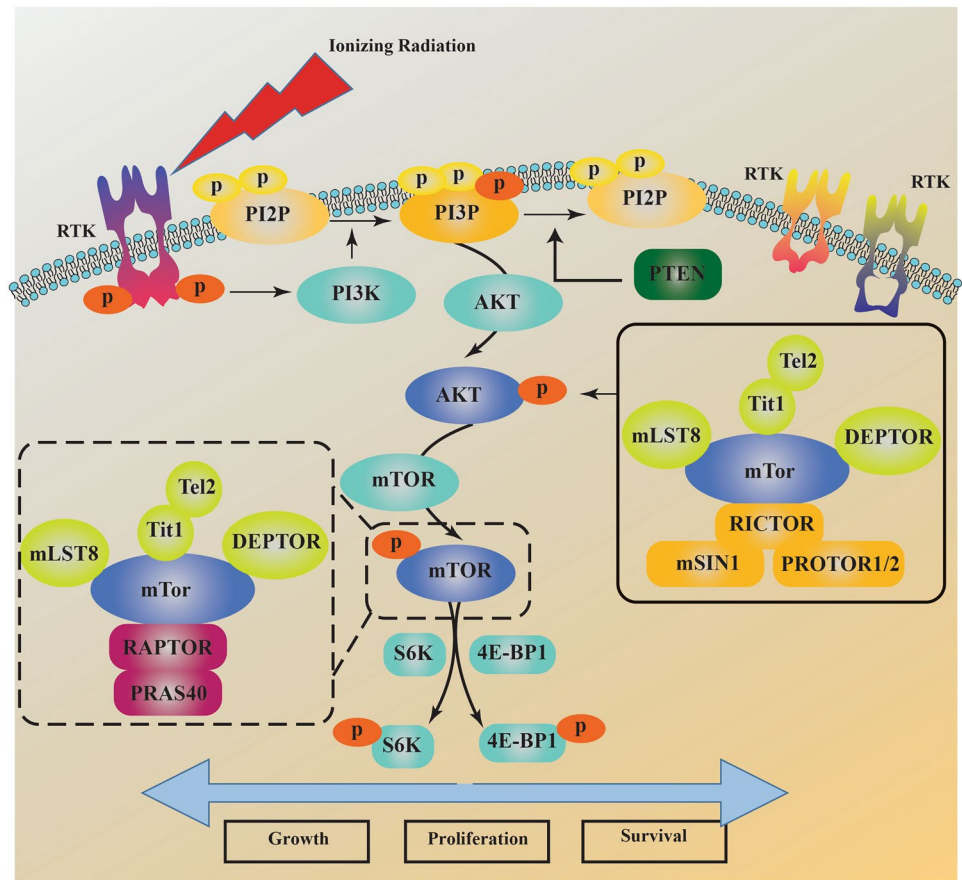 Ionizing Radiation
p
p
PI2P
p
p
p
PI3P
p
p
PI2P
RTK
RTK
RTK
p
p
PI3K
AKT
PTEN
AKT
p
Tel2
Tit1
mLST8
DEPTOR
mTor
RICTOR
mSIN1
PROTOR1/2
mTOR
Tel2
Tit1
mLST8
DEPTOR
mTor
RAPTOR
PRAS40
p
mTOR
S6K
4E-BP1
p
S6K
4E-BP1
p
Growth
Proliferation
Survival